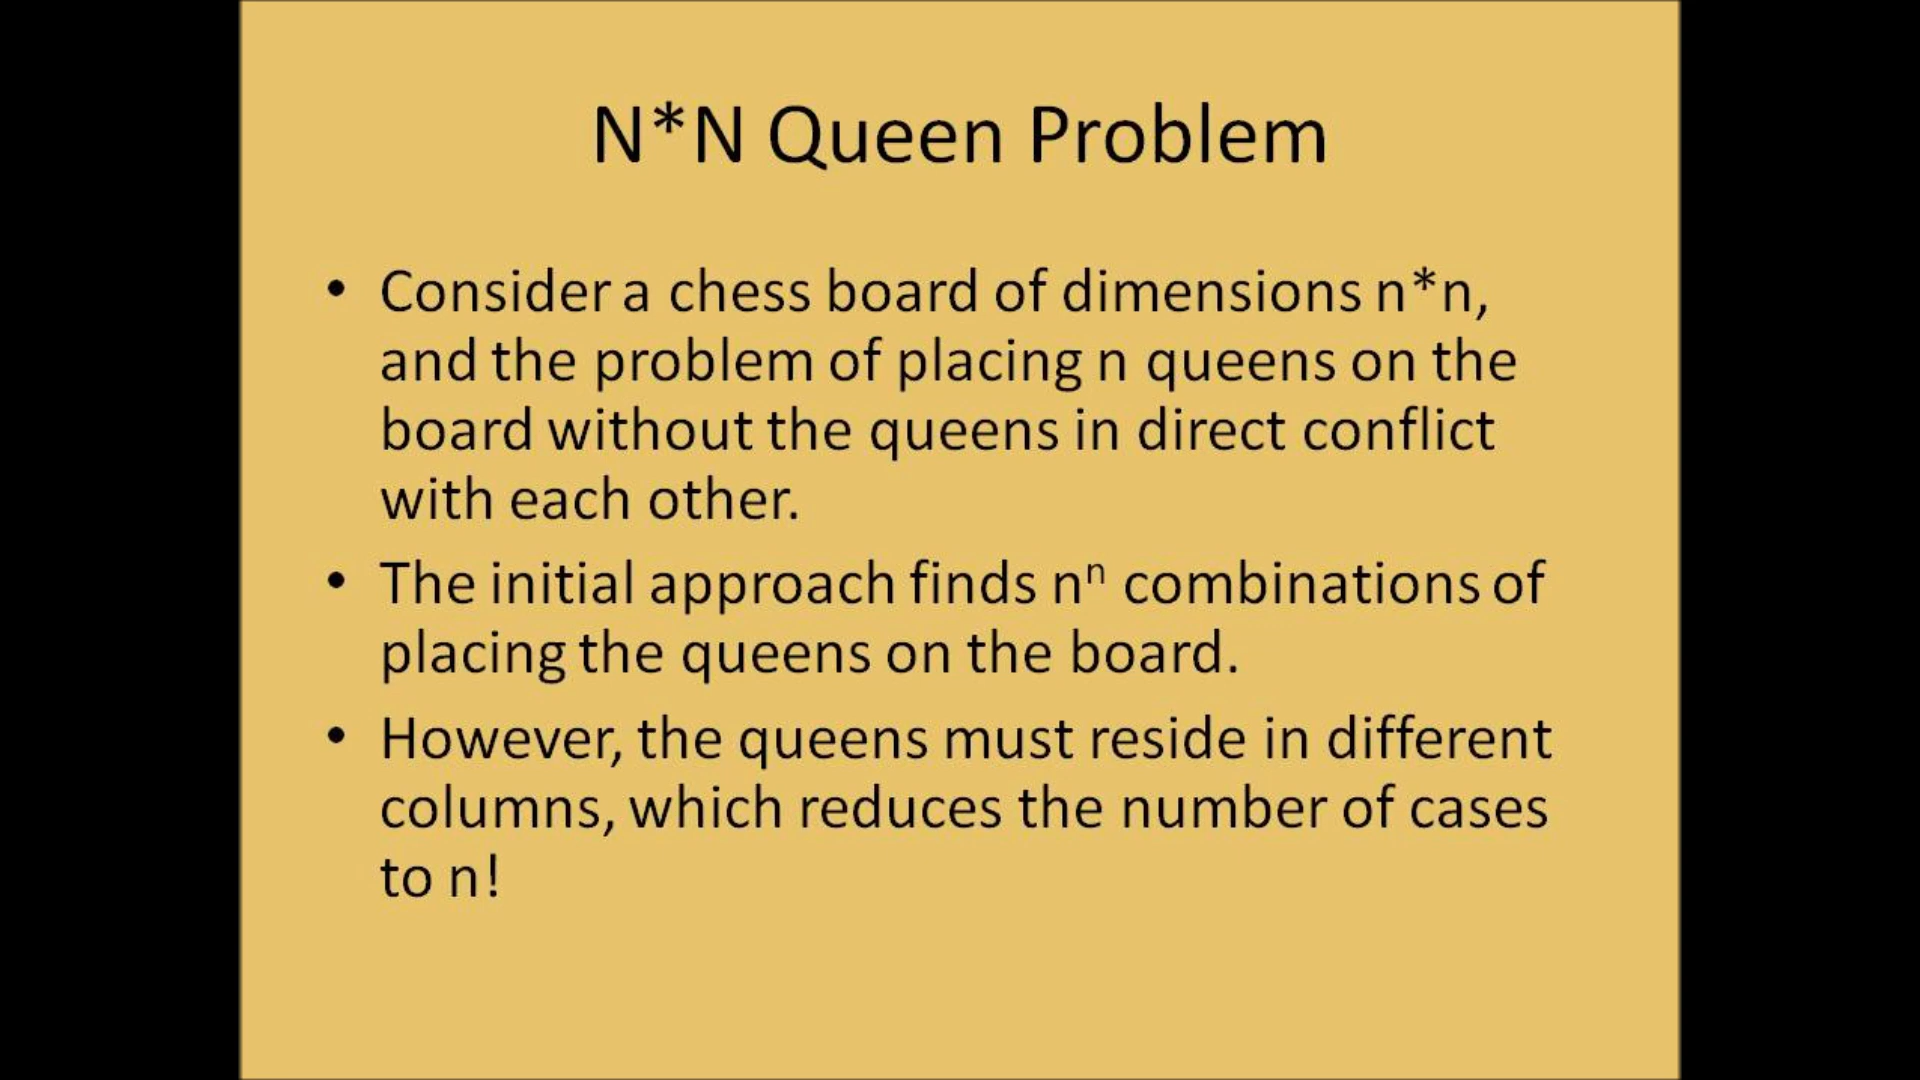 N*N Queen Problem
• Consider a chess board of dimensions n*n,
and the problem of placing n queens on the
board without the queens in direct conflict
with each other.
• The initial approach finds nⁿ combinations of
placing the queens on the board.
• However, the queens must reside in different
columns, which reduces the number of cases
to n!